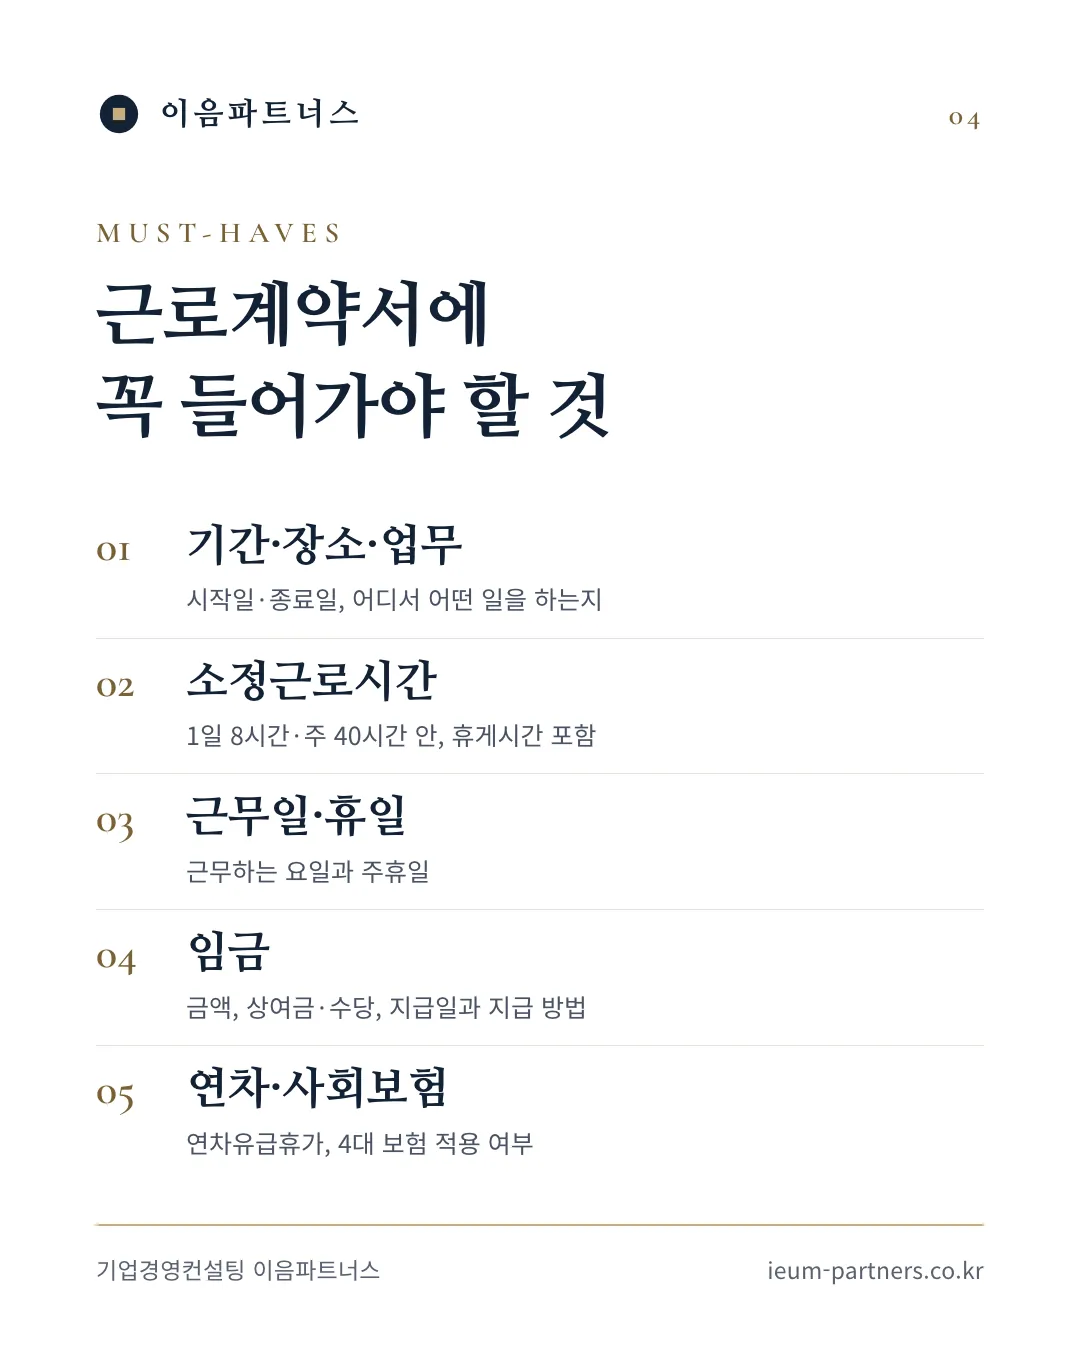 이음파트너스
04
MUST-HAVES
근로계약서에
꼭 들어가야 할 것
01 기간·장소·업무
시작일·종료일, 어디서 어떤 일을 하는지
02 소정근로시간
1일 8시간·주 40시간 안, 휴게시간 포함
03 근무일·휴일
근무하는 요일과 주휴일
04 임금
금액, 상여금·수당, 지급일과 지급 방법
05 연차·사회보험
연차유급휴가, 4대 보험 적용 여부
기업경영컨설팅 이음파트너스
ieum-partners.co.kr